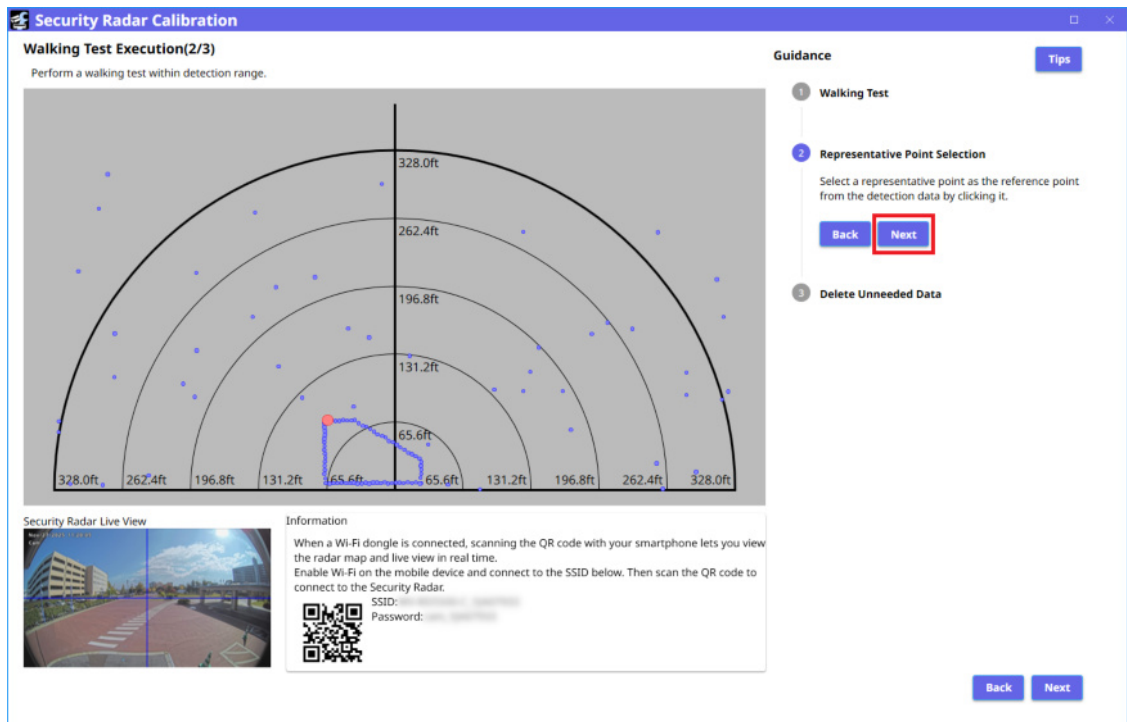 Security Radar Calibration
Walking Test Execution(2/3)
Perform a walking test within detection range.
328.0ft
262.4ft
196.8ft
131.2ft
65.6ft
328.0ft
262.4ft
196.8ft
131.2ft
65.6ft
65.6ft
131.2ft
196.8ft
262.4ft
328.0ft
Guidance
Tips
1
Walking Test
2
Representative Point Selection
Select a representative point as the reference point
from the detection data by clicking it.
Back
Next
3
Delete Unneeded Data
Security Radar Live View
Information
When a Wi-Fi dongle is connected, scanning the QR code with your smartphone lets you view
the radar map and live view in real time.
Enable Wi-Fi on the mobile device and connect to the SSID below. Then scan the QR code to
connect to the Security Radar.
SSID:
Password:
Back
Next